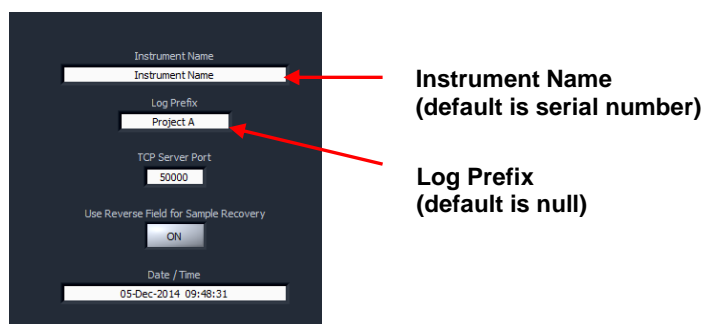 Instrument Name
Instrument Name
Log Prefix
Project A
TCP Server Port
50000
Use Reverse Field for Sample Recovery
ON
Date / Time
05-Dec-2014 09:48:31
Instrument Name
(default is serial number)
Log Prefix
(default is null)